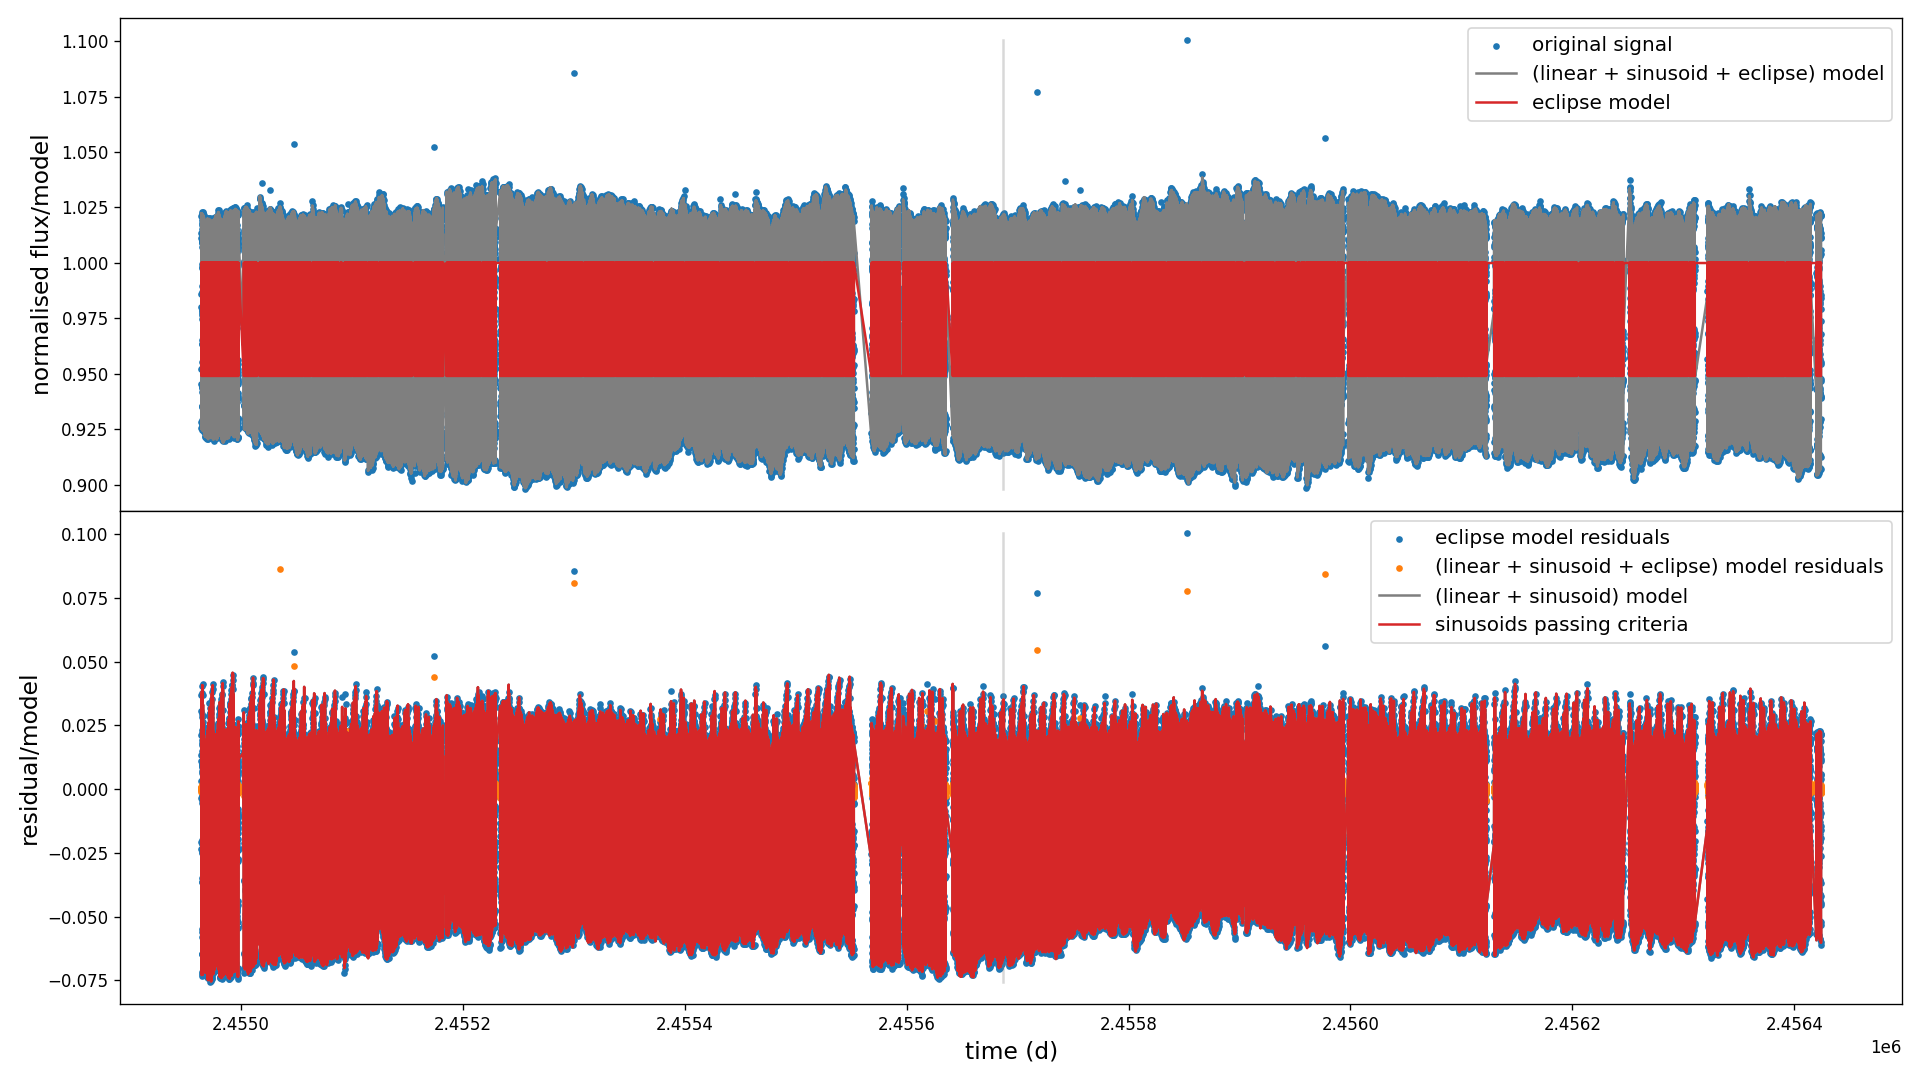 normalised flux/model
1.100
1.075
1.050
1.025
1.000
0.975
0.950
0.925
0.900
original signal
(linear + sinusoid + eclipse) model
eclipse model
residual/model
0.100
0.075
0.050
0.025
0.000
−0.025
−0.050
−0.075
eclipse model residuals
(linear + sinusoid + eclipse) model residuals
(linear + sinusoid) model
sinusoids passing criteria
2.4550 2.4552 2.4554 2.4556 2.4558 2.4560 2.4562 2.4564
1e6
time (d)